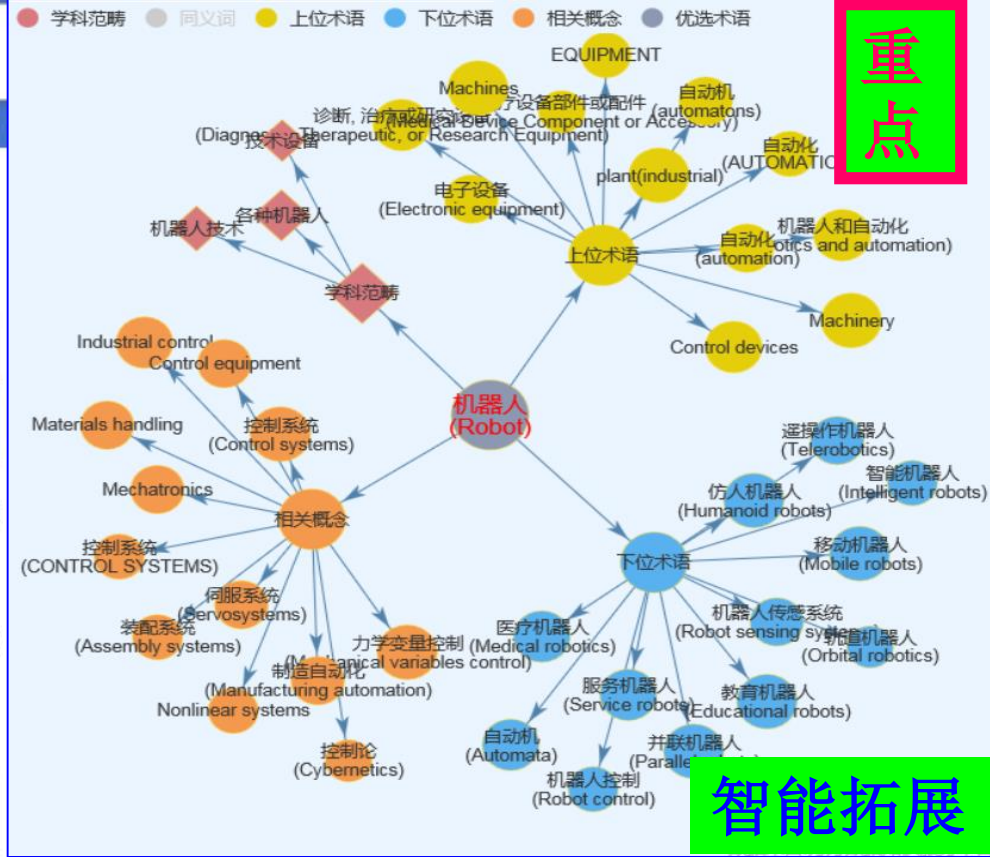 学科范畴 同义词 上位术语 下位术语 相关概念 优选术语
重
点
EQUIPMENT
Machines
诊断, 治疗或研究设备
(Diagnos Therapeutic, or Research Equipment)
疗设备部件或配件
(Medical Device Component or Accessory)
自动机
(automatons)
技术设备
自动化
(AUTOMATIC
plant(industrial)
电子设备
(Electronic equipment)
各种机器人
机器人技术
自动化
(automation)
机器人和自动化
otics and automation)
上位术语
学科范畴
Machinery
Control devices
Industrial control
Control equipment
机器人
(Robot)
Materials handling
控制系统
(Control systems)
遥操作机器人
(Telerobotics)
智能机器人
(Intelligent robots)
Mechatronics
仿人机器人
(Humanoid robots)
相关概念
控制系统
(CONTROL SYSTEMS)
移动机器人
(Mobile robots)
下位术语
伺服系统
(Servosystems)
装配系统
(Assembly systems)
力学变量控制
(Mechanical variables control)
医疗机器人
(Medical robotics)
机器人传感系统
(Robot sensing systems)
轨道机器人
(Orbital robotics)
制造自动化
(Manufacturing automation)
Nonlinear systems
服务机器人
(Service robots)
教育机器人
(Educational robots)
控制论
(Cybernetics)
自动机
(Automata)
并联机器人
(Parallel
机器人控制
(Robot control)
智能拓展